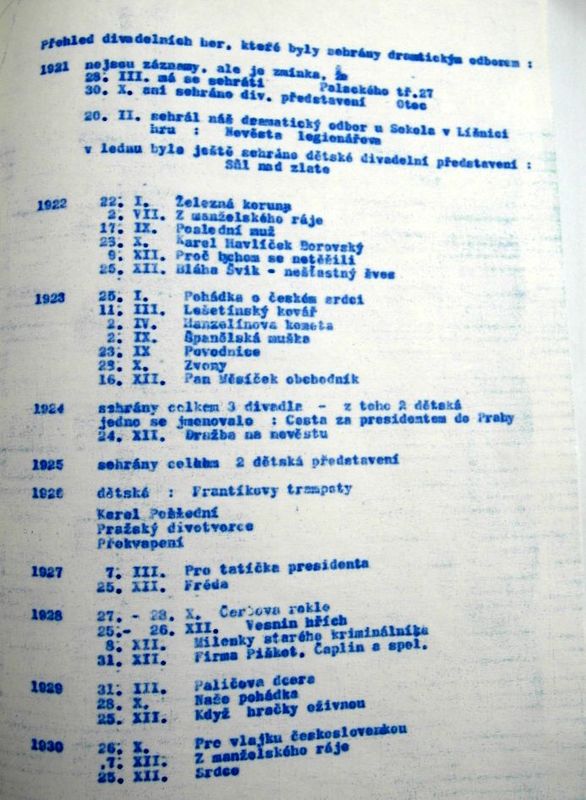 Přehled divadelních her, které byly sehrány dramatickým odborem :
1921 nejsou záznamy, ale je zmínka, že
28. III. má se sehráti Palackého tř.27
30. X. ani sehráno div. představení Otec
20. II. sehrál náš dramatický odbor u Sokola v Líšnici
hru : Nevěsta legionářova
v lednu bylo ještě sehráno dětské divadelní představení :
Sůl nad zlato
1922 22. I. Železná koruna
2. VII. Z manželského ráje
17. IX. Poslední muž
23. X. Karel Havlíček Borovský
9. XII. Proč bychom se netěšili
25. XII. Bláha Švik - nešťastný švec
1923 25. I. Pohádka o českém srdci
11. III. Lešetínský kovář
2. IV. Manzelinova kometa
2. IX. Španělská muška
23. IX Povodnice
28. X. Zvony
16. XII. Pan Měsíček obchodník
1924 sehrány celkem 3 divadla - z toho 2 dětská
jedno se jmenovalo : Cesta za presidentem do Prahy
24. XII. Dražba na nevěstu
1925 sehrány celkem 2 dětská představení
1926 dětské : Frantíkovy trampoty
Karel Poslední
Pražský divotvorce
Překvapení
1927 7. III. Pro tatíčka presidenta
25. XII. Fréda
1928 27. - 28. X. Čertova rokle
25.- 26. XII. Vesnin hřích
8. XII. Milenky starého kriminálníka
31. XII. Firma Piškot, Čaplin a spol.
1929 31. III. Paličova dcera
28. X. Naše pohádka
25. XII. Když hračky oživnou
1930 26. X. Pro vlajku československou
7. XII. Z manželského ráje
25. XII. Srdce